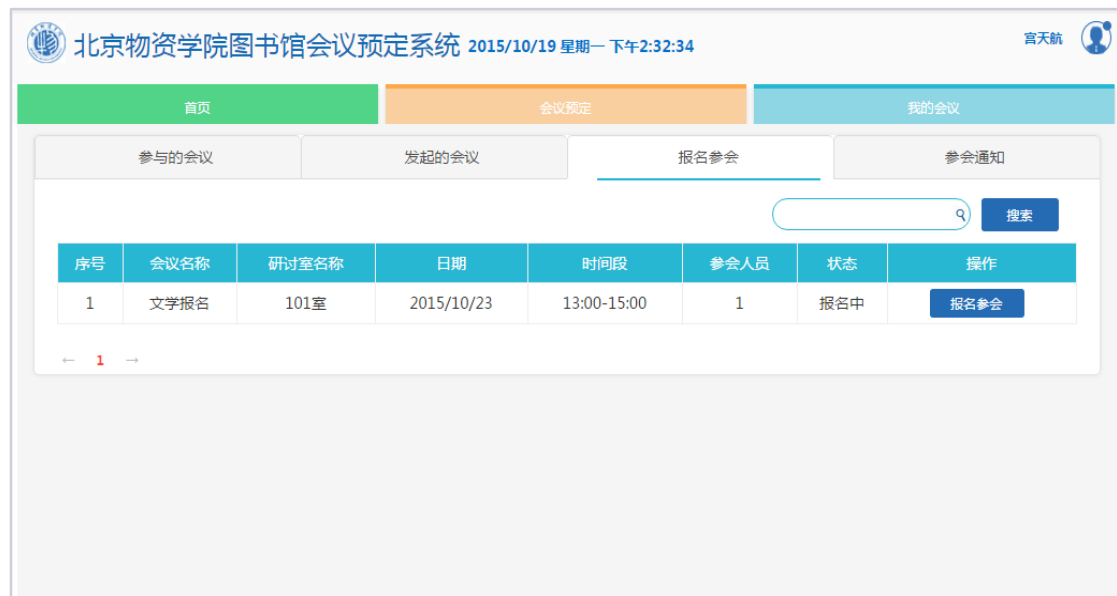 北京物资学院图书馆会议预定系统 2015/10/19 星期一 下午2:32:34 宫天航
首页 会议预定 我的会议
参与的会议 发起的会议 报名参会 参会通知
搜索
序号 会议名称 研讨室名称 日期 时间段 参会人员 状态 操作
1 文学报名 101室 2015/10/23 13:00-15:00 1 报名中 报名参会
← 1 →